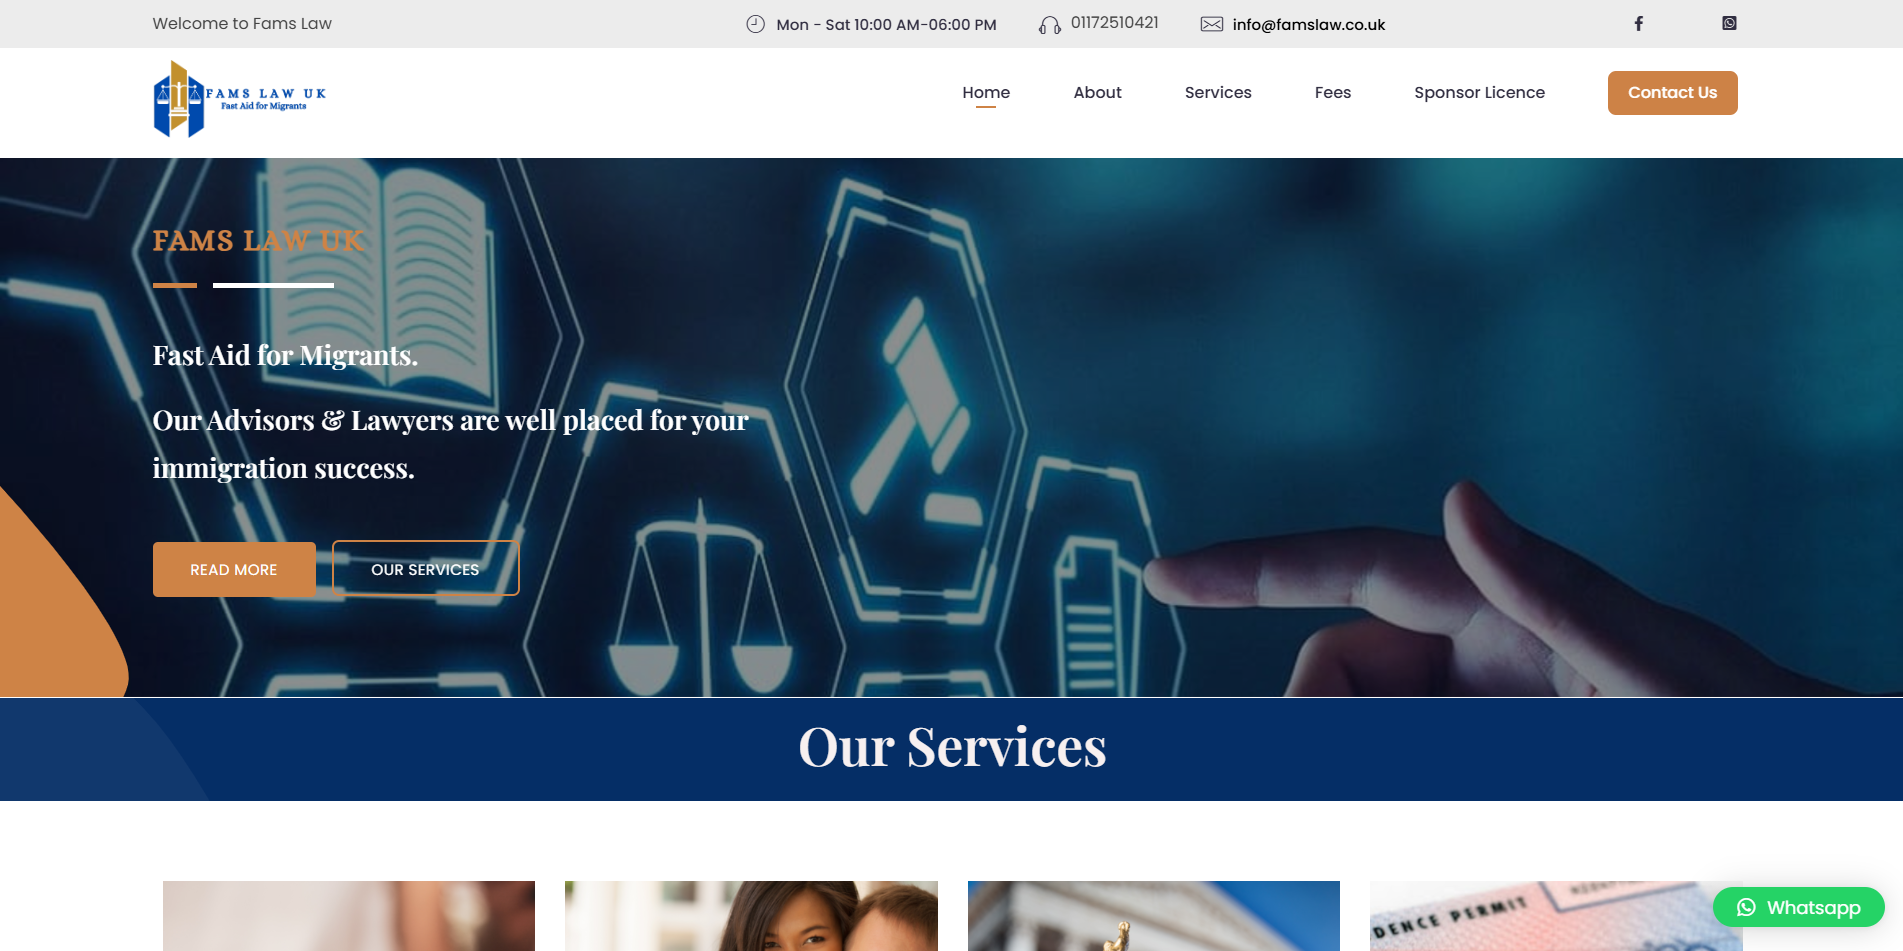 Welcome to Fams Law
Mon - Sat 10:00 AM-06:00 PM
01172510421
info@famslaw.co.uk
FAMS LAW UK
Fast Aid for Migrants
Home
About
Services
Fees
Sponsor Licence
Contact Us
FAMS LAW UK
Fast Aid for Migrants.
Our Advisors & Lawyers are well placed for your
immigration success.
READ MORE
OUR SERVICES
Our Services
DENCE PERMIT
Whatsapp